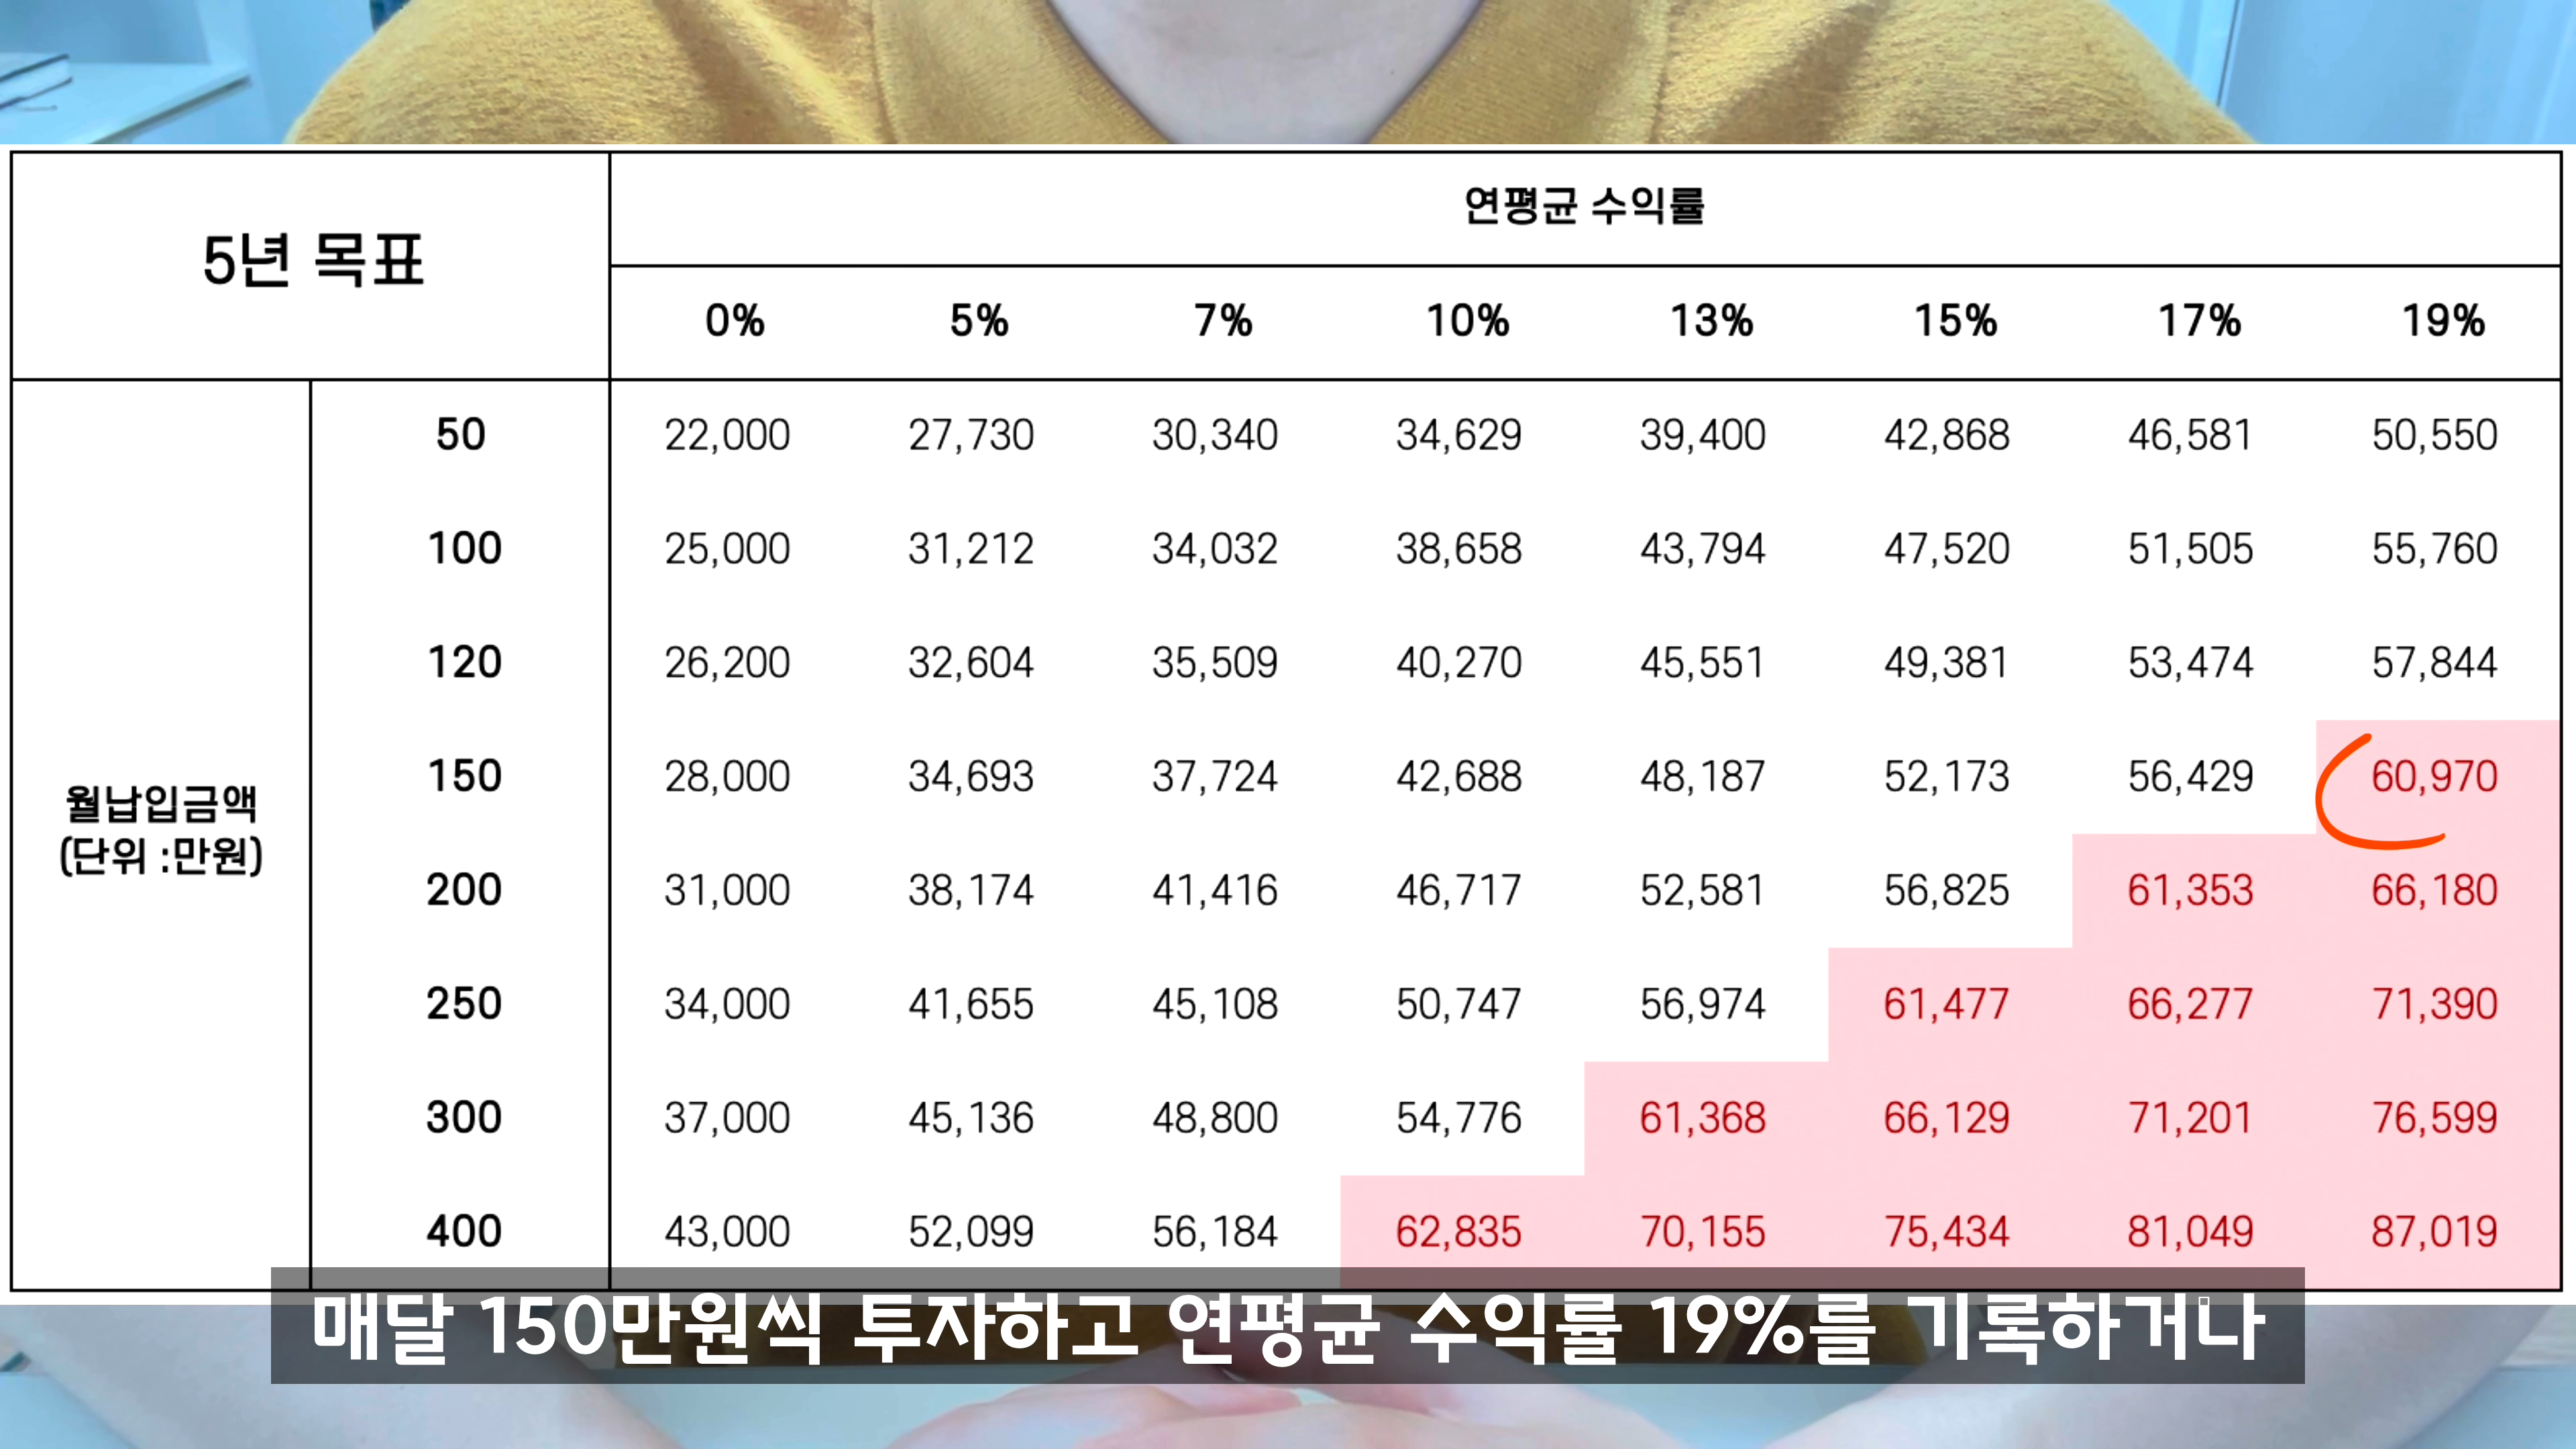 5년 목표
연평균 수익률
0% 5% 7% 10% 13% 15% 17% 19%
월납입금액
(단위 :만원)
50 22,000 27,730 30,340 34,629 39,400 42,868 46,581 50,550
100 25,000 31,212 34,032 38,658 43,794 47,520 51,505 55,760
120 26,200 32,604 35,509 40,270 45,551 49,381 53,474 57,844
150 28,000 34,693 37,724 42,688 48,187 52,173 56,429 60,970
200 31,000 38,174 41,416 46,717 52,581 56,825 61,353 66,180
250 34,000 41,655 45,108 50,747 56,974 61,477 66,277 71,390
300 37,000 45,136 48,800 54,776 61,368 66,129 71,201 76,599
400 43,000 52,099 56,184 62,835 70,155 75,434 81,049 87,019
매달 150만원씩 투자하고 연평균 수익률 19%를 기록하거나